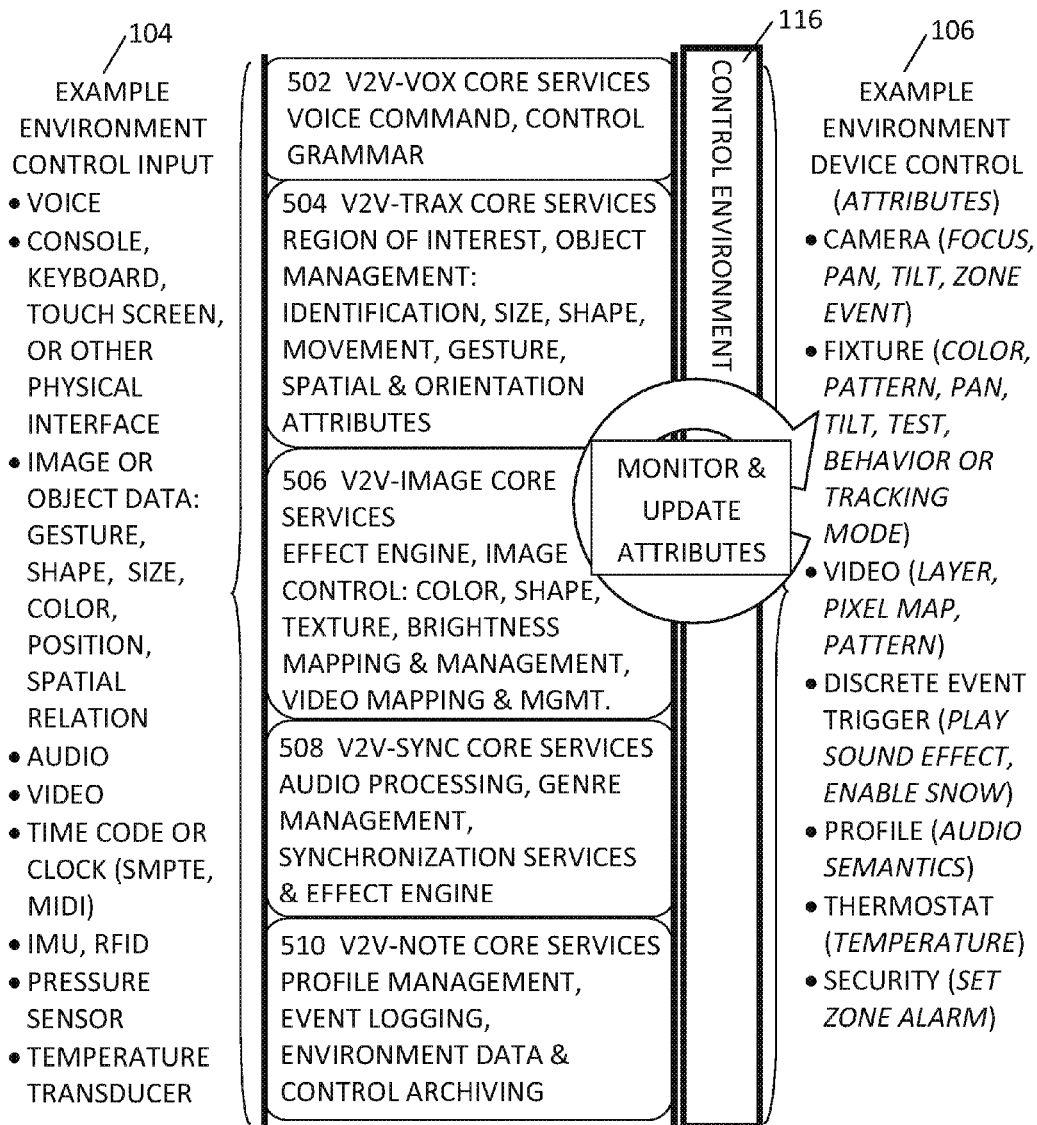 104
EXAMPLE
ENVIRONMENT
CONTROL INPUT
• VOICE
• CONSOLE,
KEYBOARD,
TOUCH SCREEN,
OR OTHER
PHYSICAL
INTERFACE
• IMAGE OR
OBJECT DATA:
GESTURE,
SHAPE, SIZE,
COLOR,
POSITION,
SPATIAL
RELATION
• AUDIO
• VIDEO
• TIME CODE OR
CLOCK (SMPTE,
MIDI)
• IMU, RFID
• PRESSURE
SENSOR
• TEMPERATURE
TRANSDUCER
502 V2V-VOX CORE SERVICES
VOICE COMMAND, CONTROL
GRAMMAR
504 V2V-TRAX CORE SERVICES
REGION OF INTEREST, OBJECT
MANAGEMENT:
IDENTIFICATION, SIZE, SHAPE,
MOVEMENT, GESTURE,
SPATIAL & ORIENTATION
ATTRIBUTES
506 V2V-IMAGE CORE
SERVICES
EFFECT ENGINE, IMAGE
CONTROL: COLOR, SHAPE,
TEXTURE, BRIGHTNESS
MAPPING & MANAGEMENT,
VIDEO MAPPING & MGMT.
508 V2V-SYNC CORE SERVICES
AUDIO PROCESSING, GENRE
MANAGEMENT,
SYNCHRONIZATION SERVICES
& EFFECT ENGINE
510 V2V-NOTE CORE SERVICES
PROFILE MANAGEMENT,
EVENT LOGGING,
ENVIRONMENT DATA &
CONTROL ARCHIVING
116
CONTROL ENVIRONMENT
MONITOR &
UPDATE
ATTRIBUTES
106
EXAMPLE
ENVIRONMENT
DEVICE CONTROL
(ATTRIBUTES)
• CAMERA (FOCUS,
PAN, TILT, ZONE
EVENT)
• FIXTURE (COLOR,
PATTERN, PAN,
TILT, TEST,
BEHAVIOR OR
TRACKING
MODE)
• VIDEO (LAYER,
PIXEL MAP,
PATTERN)
• DISCRETE EVENT
TRIGGER (PLAY
SOUND EFFECT,
ENABLE SNOW)
• PROFILE (AUDIO
SEMANTICS)
• THERMOSTAT
(TEMPERATURE)
• SECURITY (SET
ZONE ALARM)